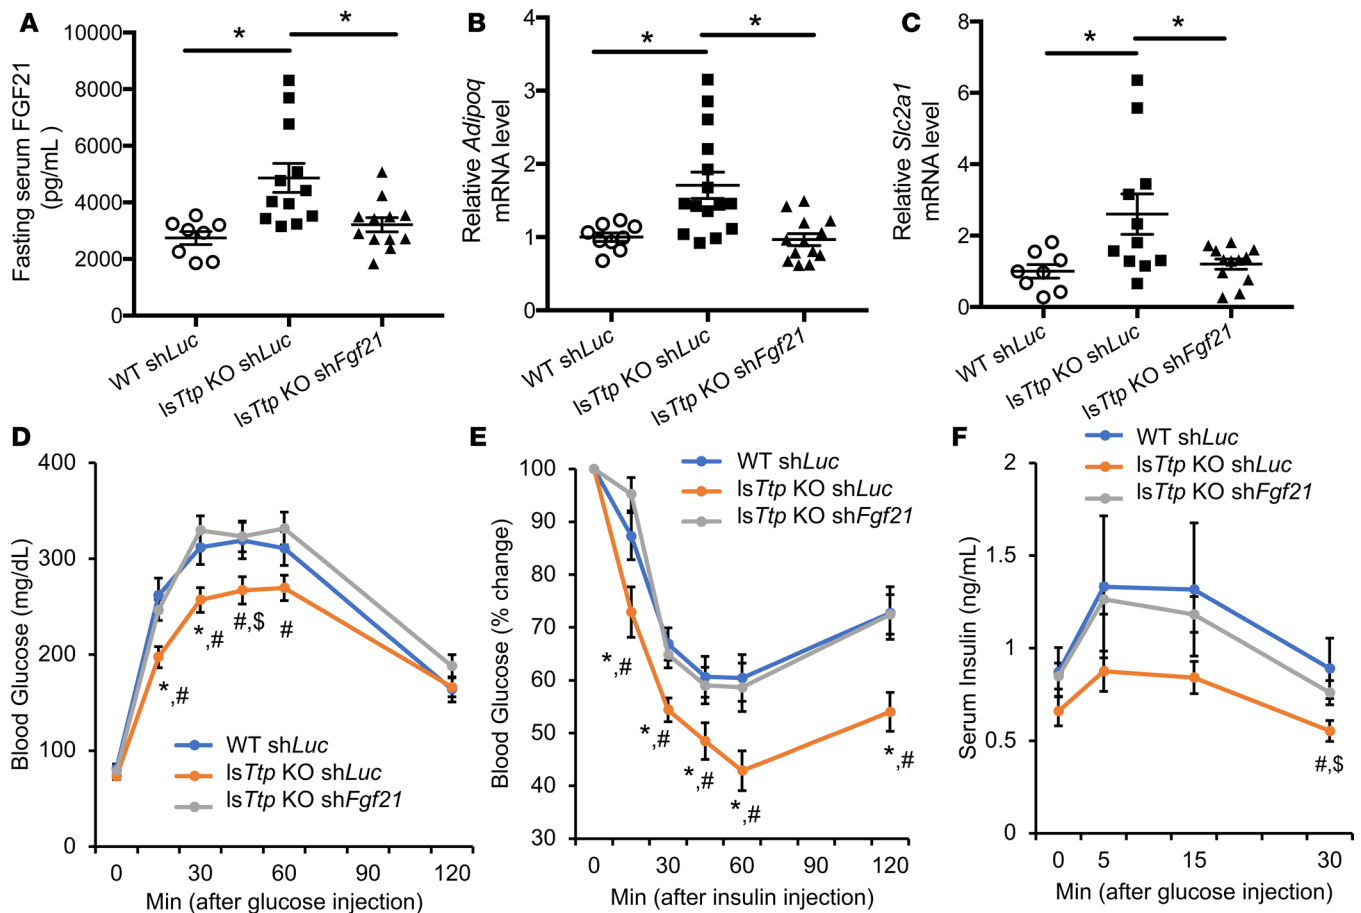 A
Fasting serum FGF21
(pg/mL)
10000
8000
6000
4000
2000
0
*
*
WT shLuc
lsTtp KO shLuc
lsTtp KO shFgf21
B
Relative Adipoq
mRNA level
4
3
2
1
0
*
*
WT shLuc
lsTtp KO shLuc
lsTtp KO shFgf21
C
Relative Slc2a1
mRNA level
8
6
4
2
0
*
*
WT shLuc
lsTtp KO shLuc
lsTtp KO shFgf21
D
Blood Glucose (mg/dL)
400
300
200
100
0
*,#
*,#
#,$
#
WT shLuc
lsTtp KO shLuc
lsTtp KO shFgf21
0 30 60 90 120
Min (after glucose injection)
E
Blood Glucose (% change)
100
90
80
70
60
50
40
30
WT shLuc
lsTtp KO shLuc
lsTtp KO shFgf21
*,#
*,#
*,#
*,#
*,#
0 30 60 90 120
Min (after insulin injection)
F
Serum Insulin (ng/mL)
2
1.5
1
0.5
0
WT shLuc
lsTtp KO shLuc
lsTtp KO shFgf21
#,$
0 5 15 30
Min (after glucose injection)